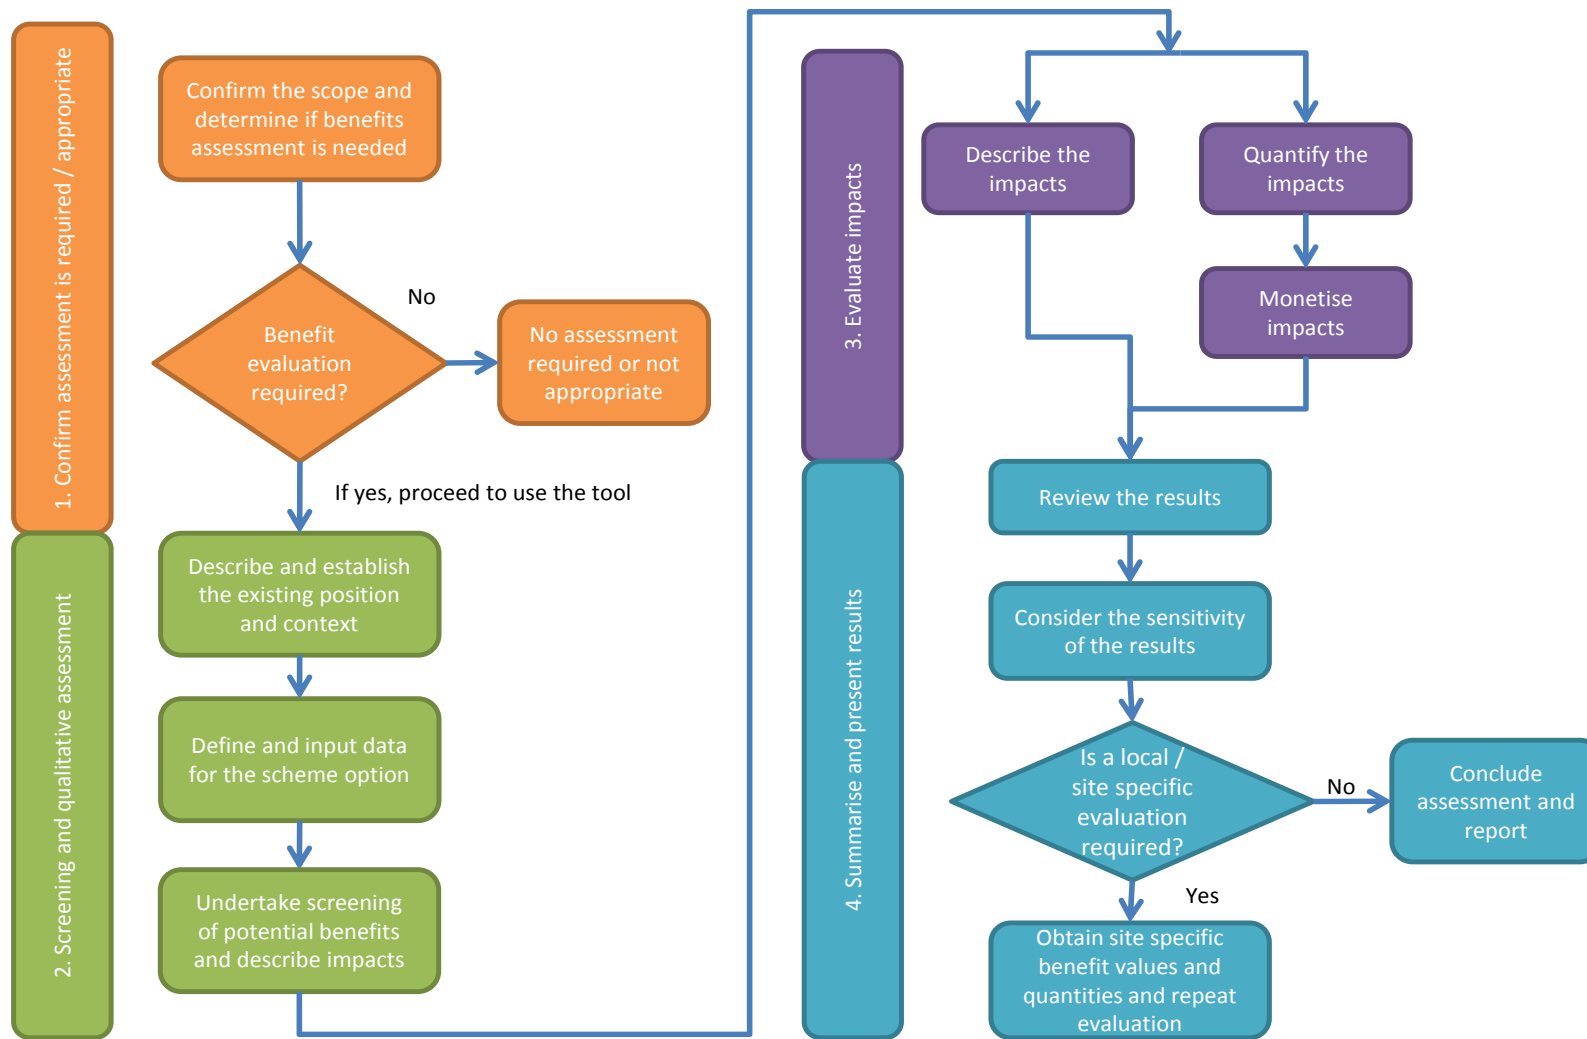 1. Confirm assessment is required / appropriate
Confirm the scope and
determine if benefits
assessment is needed
Benefit
evaluation
required?
No
No assessment
required or not
appropriate
If yes, proceed to use the tool
2. Screening and qualitative assessment
Describe and establish
the existing position
and context
Define and input data
for the scheme option
Undertake screening
of potential benefits
and describe impacts
3. Evaluate impacts
Describe the
impacts
Quantify the
impacts
Monetise
impacts
4. Summarise and present results
Review the results
Consider the sensitivity
of the results
Is a local /
site specific
evaluation
required?
No
Conclude
assessment and
report
Yes
Obtain site specific
benefit values and
quantities and repeat
evaluation